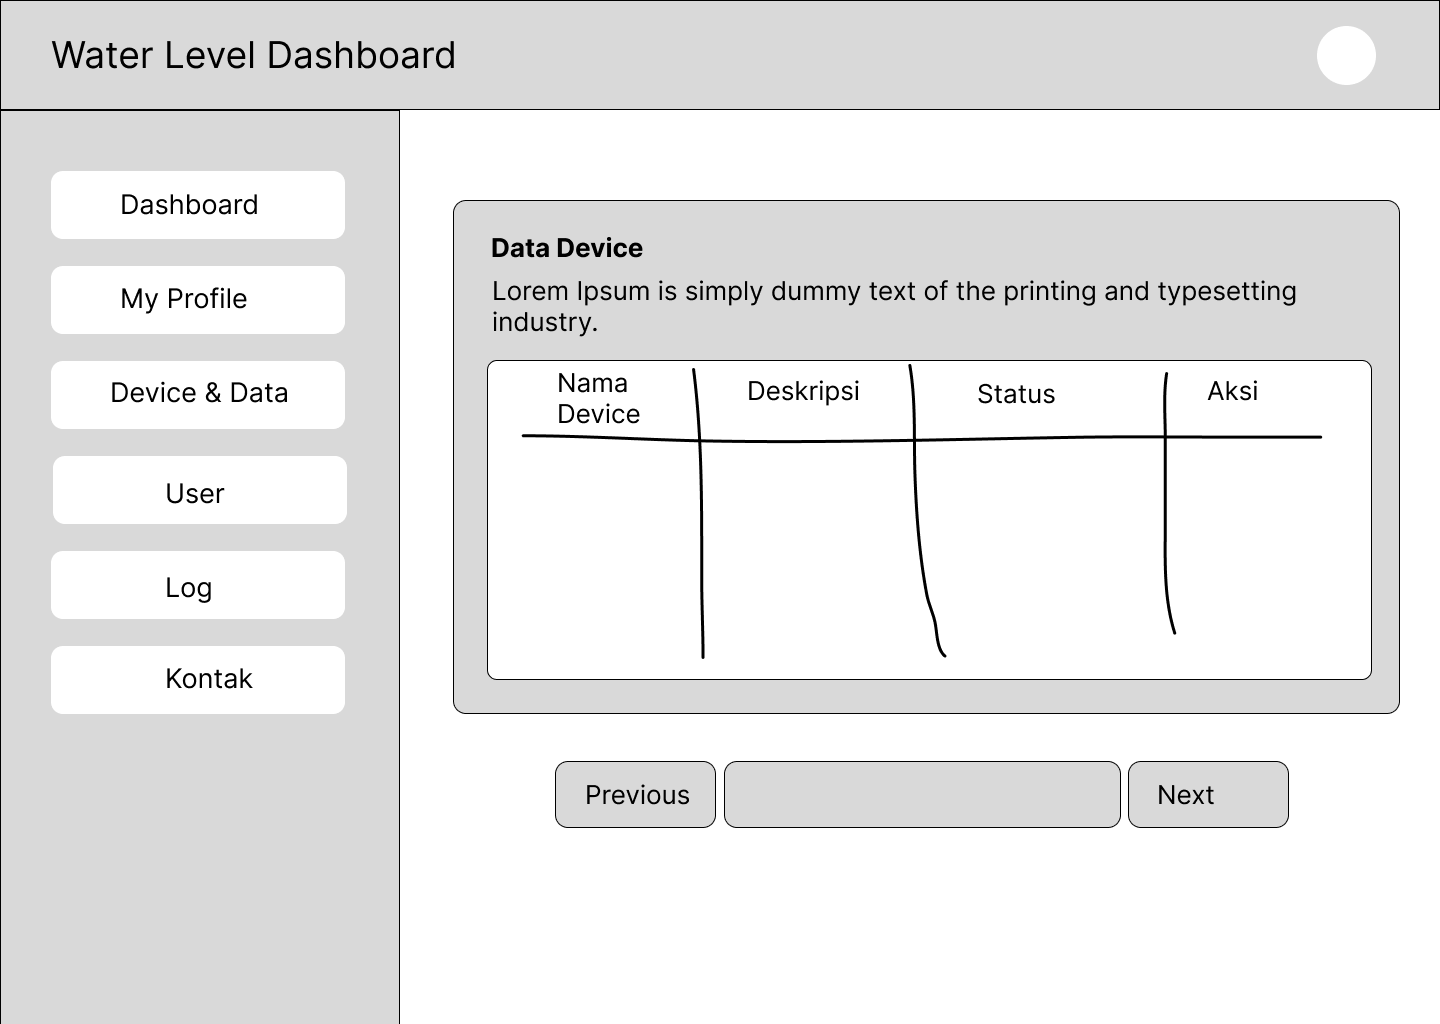 Water Level Dashboard
Dashboard
My Profile
Device & Data
User
Log
Kontak
Data Device
Lorem Ipsum is simply dummy text of the printing and typesetting
industry.
Nama
Device
Deskripsi
Status
Aksi
Previous
Next